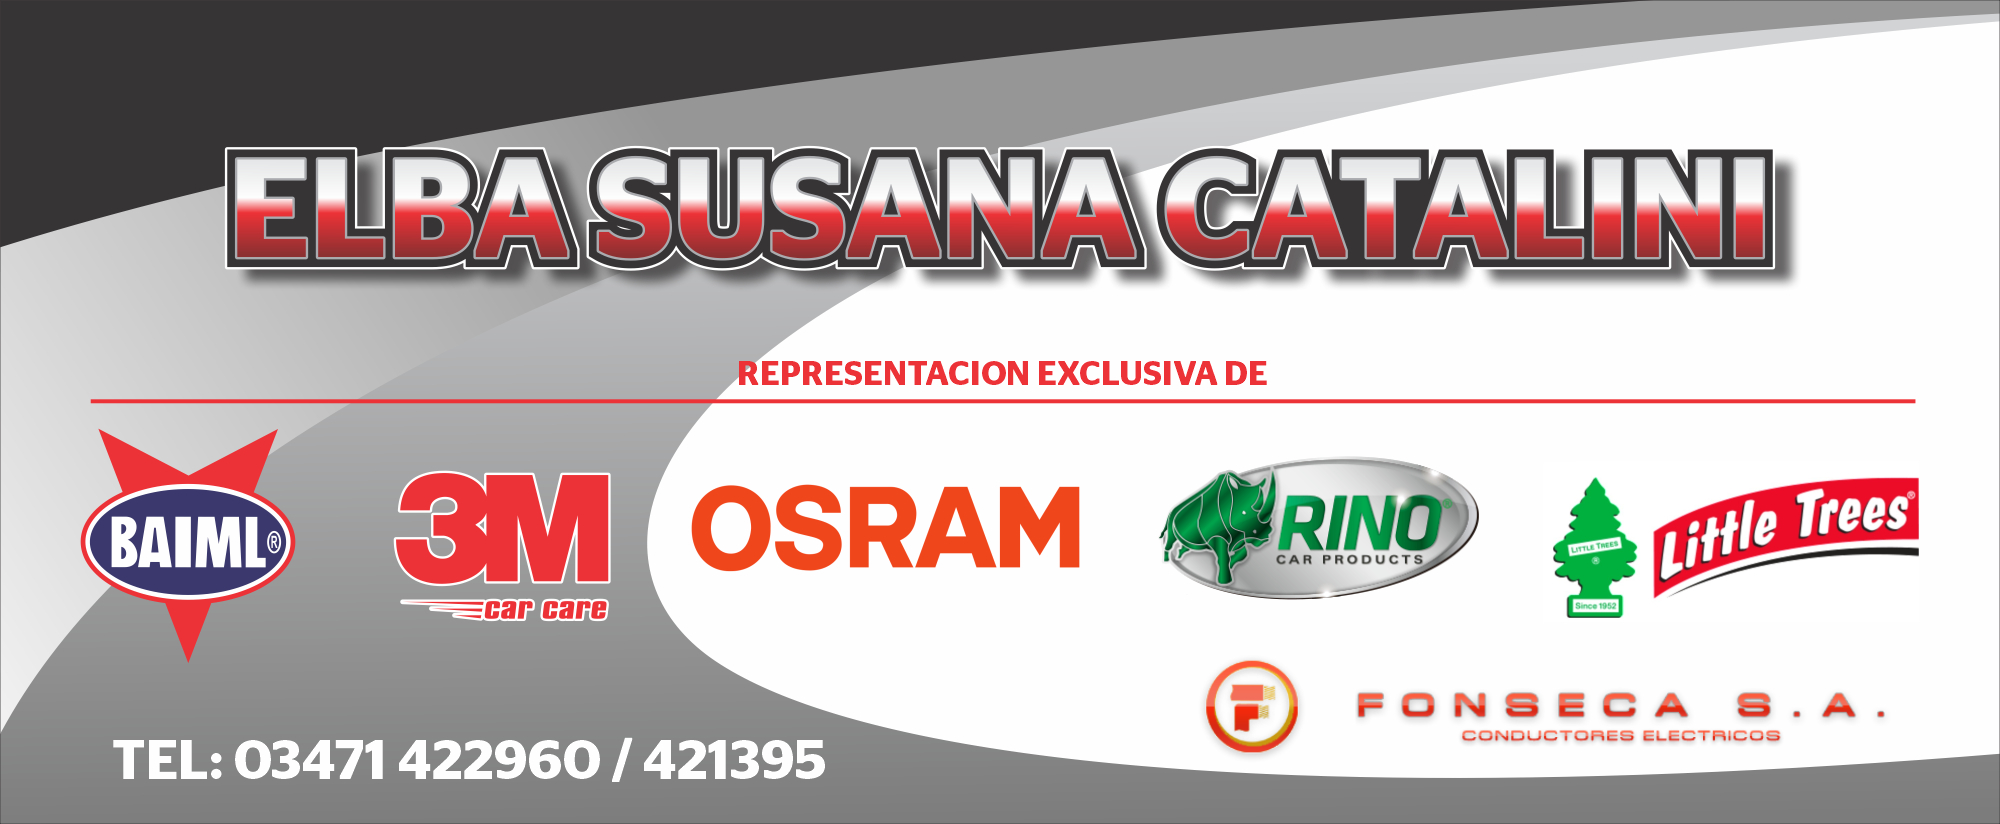 ELBA SUSANA CATALINI
REPRESENTACION EXCLUSIVA DE
BAIML®
3M
car care
OSRAM
RINO®
CAR PRODUCTS
LITTLE TREES
®
Since 1952
Little Trees®
FONSECA S.A.
CONDUCTORES ELECTRICOS
TEL: 03471 422960 / 421395